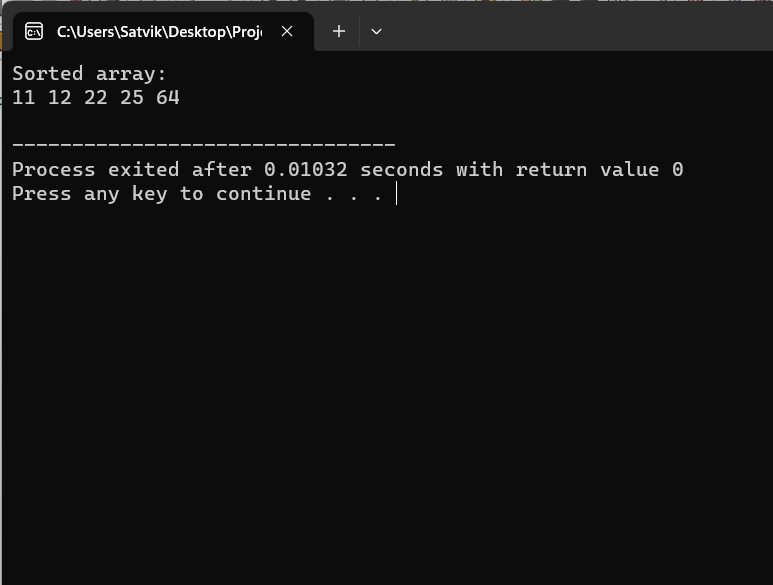 C:\Users\Satvik\Desktop\Proj
Sorted array:
11 12 22 25 64
--------------------------------
Process exited after 0.01032 seconds with return value 0
Press any key to continue . . .